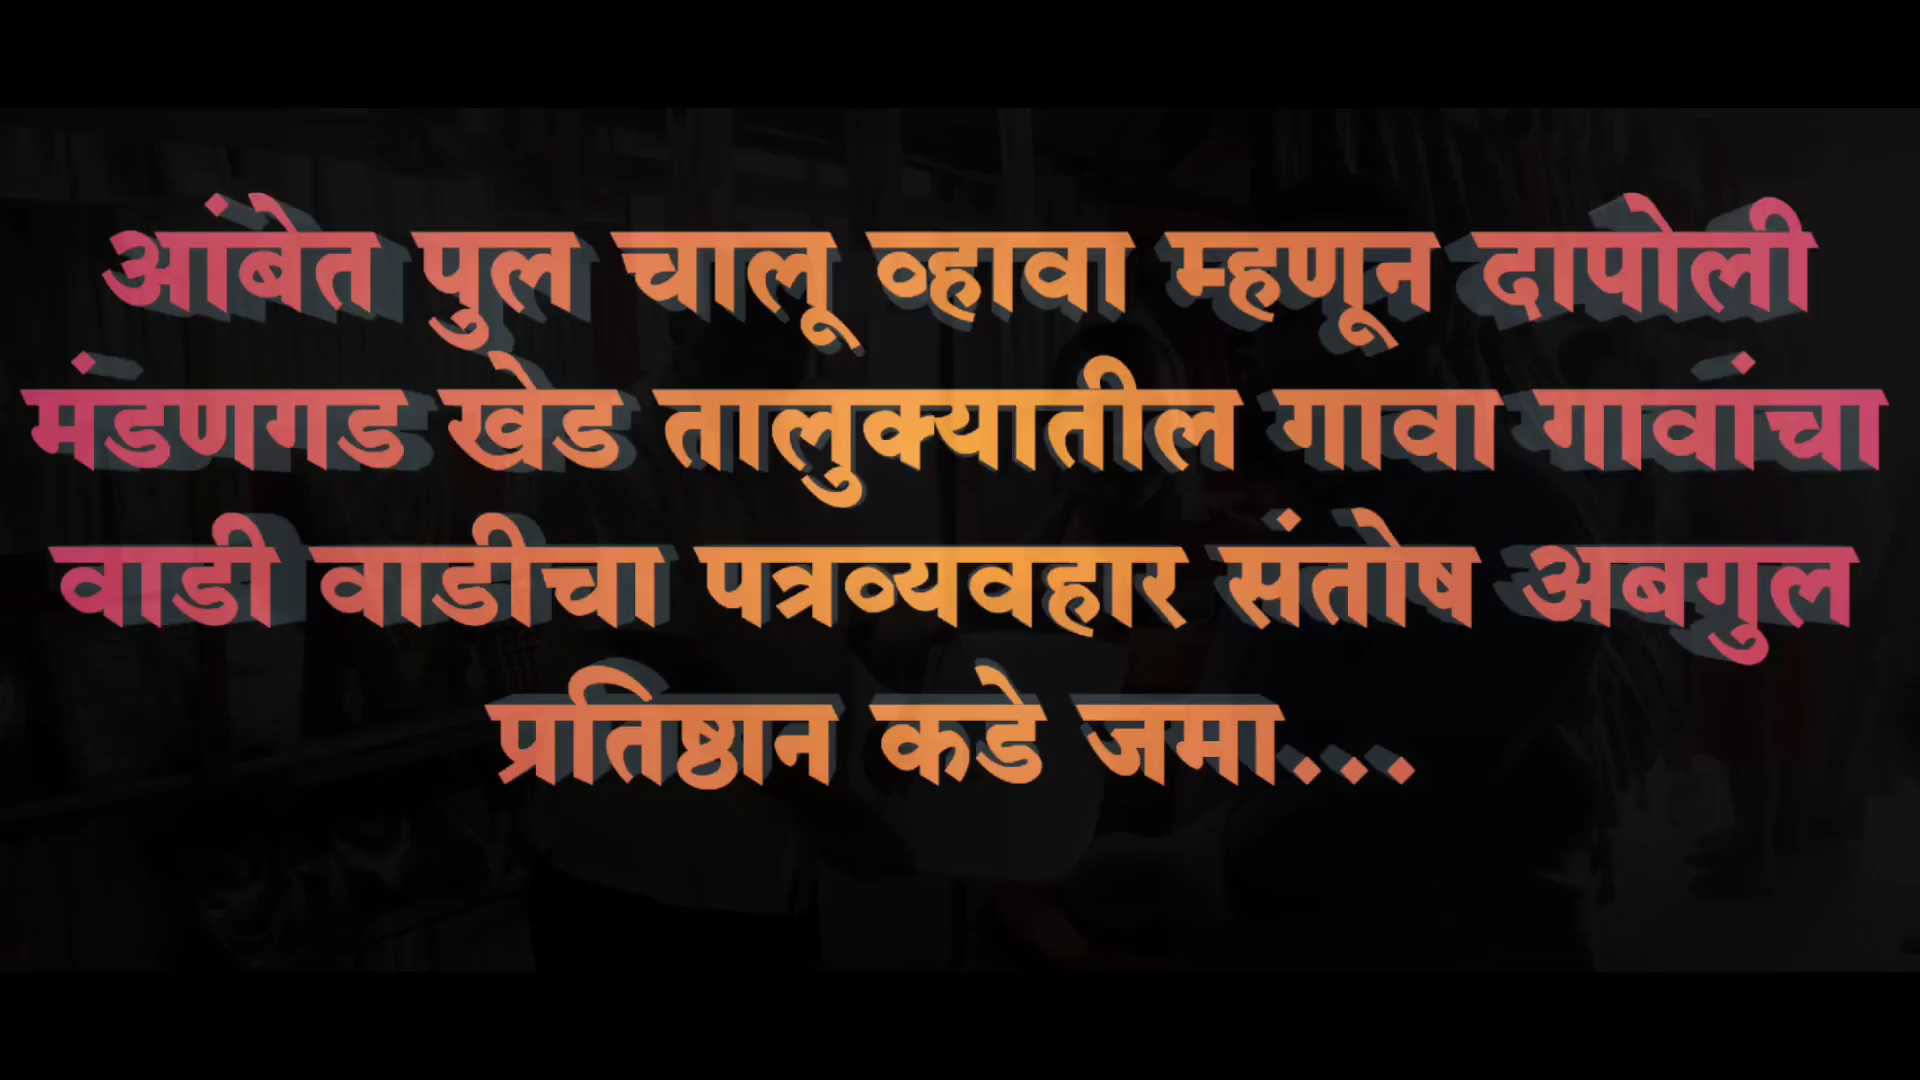 आंबेत पुल चालू व्हावा म्हणून दापोली
मंडणगड खेड तालुक्यातील गावा गावांचा
वाडी वाडीचा पत्रव्यवहार संतोष अबगुल
प्रतिष्ठान कडे जमा...